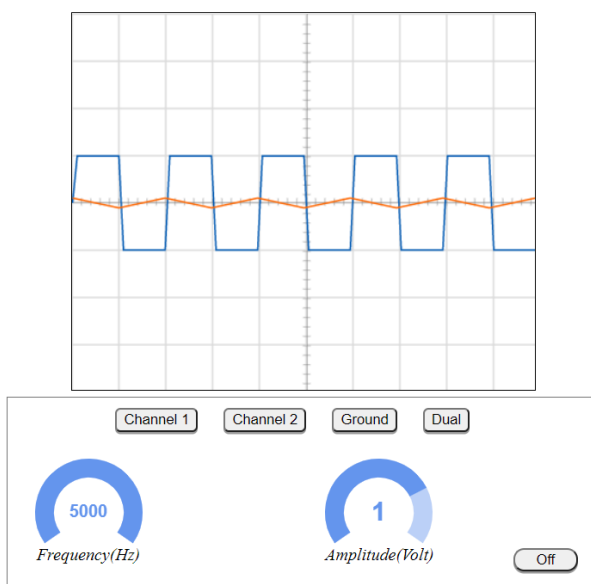 Channel 1 Channel 2 Ground Dual
5000 1
Frequency(Hz) Amplitude(Volt) Off